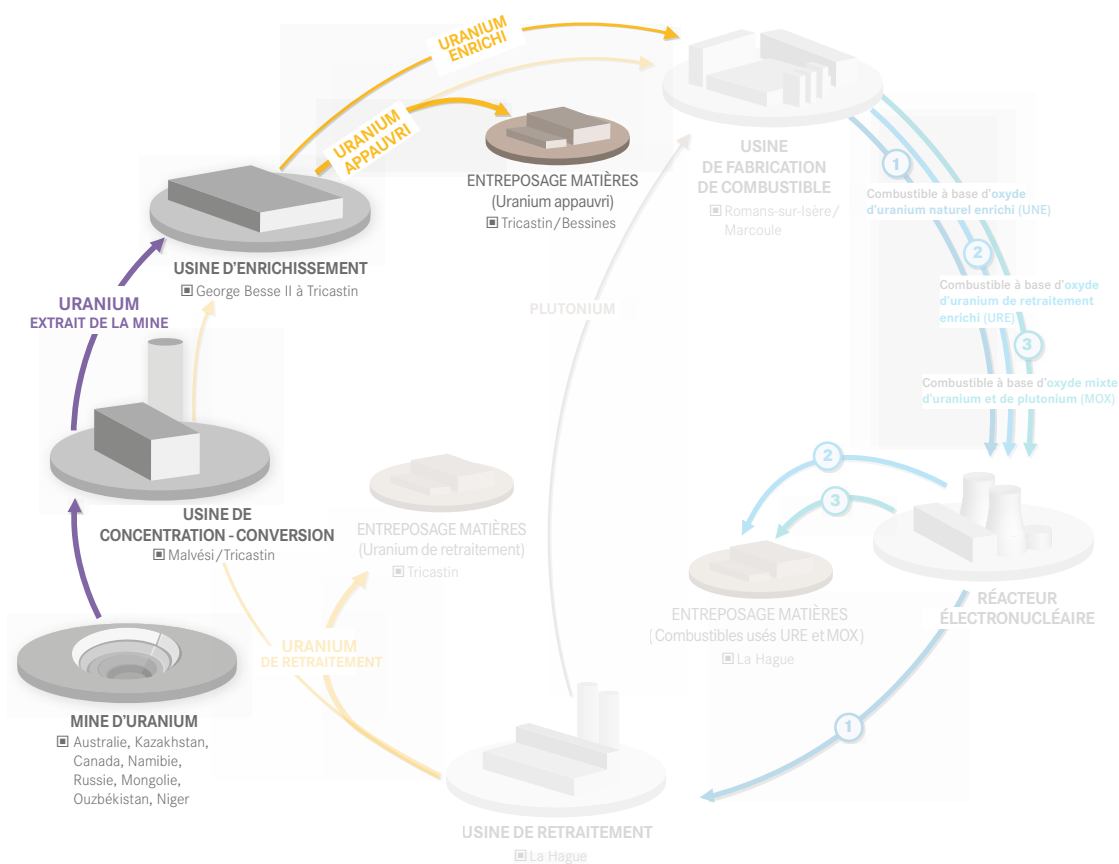 URANIUM
ENRICHI
URANIUM
APPAUVRI
ENTREPOSAGE MATIÈRES
(Uranium appauvri)
▣ Tricastin/Bessines
USINE
DE FABRICATION
DE COMBUSTIBLE
▣ Romans-sur-Isère/
Marcoule
1
Combustible à base d'oxyde
d'uranium naturel enrichi (UNE)
2
Combustible à base d'oxyde
d'uranium de retraitement
enrichi (URE)
3
Combustible à base d'oxyde mixte
d'uranium et de plutonium (MOX)
USINE D'ENRICHISSEMENT
▣ George Besse II à Tricastin
URANIUM
EXTRAIT DE LA MINE
PLUTONIUM
USINE DE
CONCENTRATION - CONVERSION
▣ Malvési/Tricastin
ENTREPOSAGE MATIÈRES
(Uranium de retraitement)
▣ Tricastin
2
3
ENTREPOSAGE MATIÈRES
(Combustibles usés URE et MOX)
▣ La Hague
RÉACTEUR
ÉLECTRONUCLÉAIRE
URANIUM
DE RETRAITEMENT
MINE D'URANIUM
▣ Australie, Kazakhstan,
Canada, Namibie,
Russie, Mongolie,
Ouzbékistan, Niger
1
USINE DE RETRAITEMENT
▣ La Hague